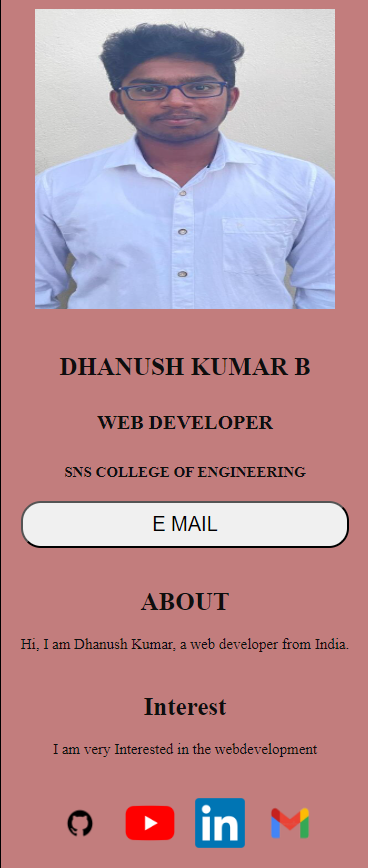 DHANUSH KUMAR B
WEB DEVELOPER
SNS COLLEGE OF ENGINEERING
E MAIL
ABOUT
Hi, I am Dhanush Kumar, a web developer from India.
Interest
I am very Interested in the webdevelopment
in